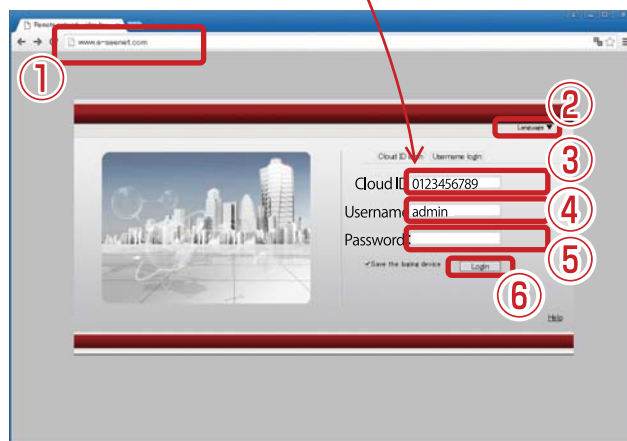 www.e-seenet.com
①
②
Language ▼
Cloud ID login Username login
③
Cloud ID 0123456789
Username admin
④
Password:
⑤
✓Save the loging device
Login
⑥
Help